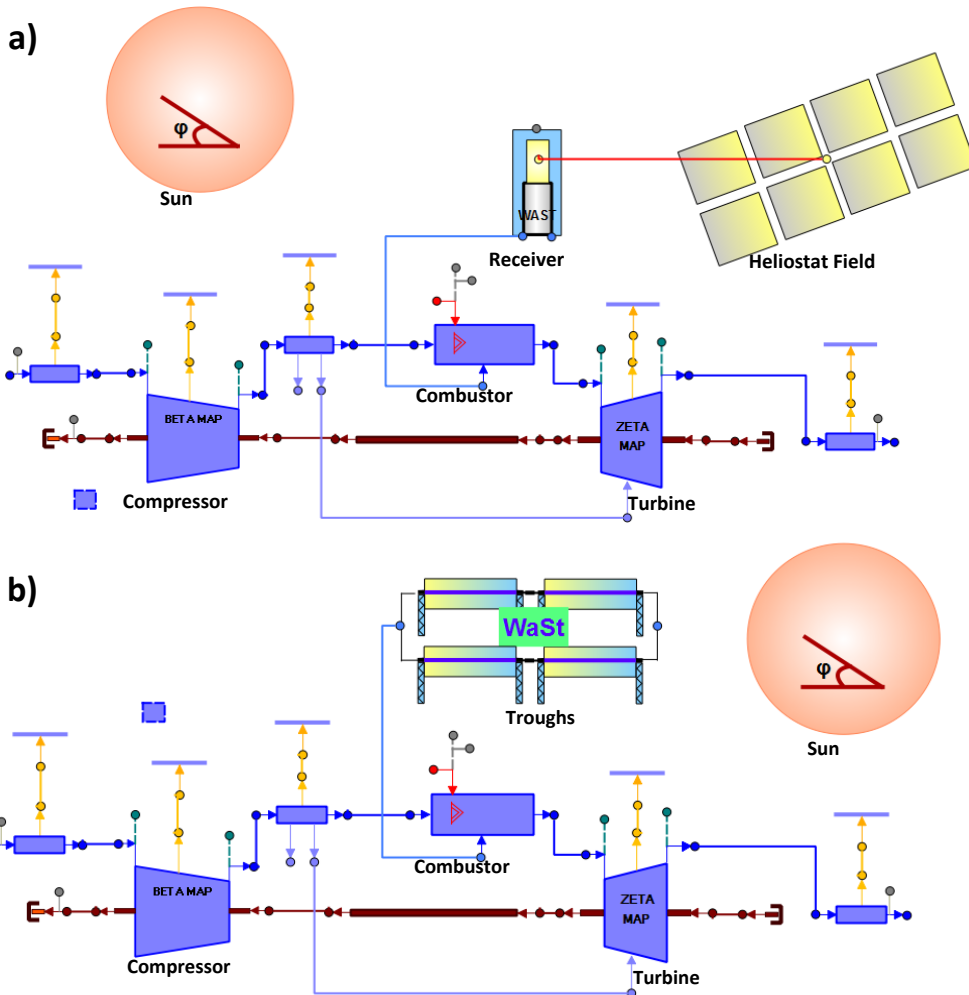 a)
φ
Sun
WAST
Receiver
Heliostat Field
Combustor
BETA MAP
ZETA
MAP
Compressor
Turbine
b)
WaSt
φ
Troughs
Sun
Combustor
BETA MAP
ZETA
MAP
Compressor
Turbine